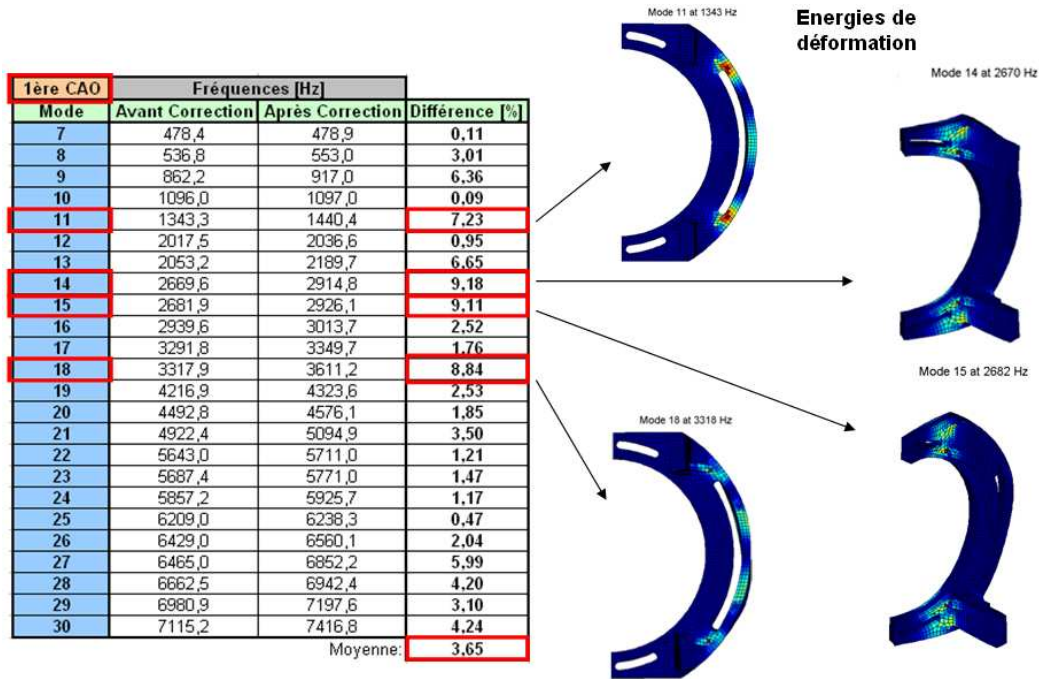 1ère CAO Fréquences [Hz]
Mode Avant Correction Après Correction Différence [%]
7 478,4 478,9 0,11
8 536,8 553,0 3,01
9 862,2 917,0 6,36
10 1096,0 1097,0 0,09
11 1343,3 1440,4 7,23
12 2017,5 2036,6 0,95
13 2053,2 2189,7 6,65
14 2669,6 2914,8 9,18
15 2681,9 2926,1 9,11
16 2939,6 3013,7 2,52
17 3291,8 3349,7 1,76
18 3317,9 3611,2 8,84
19 4216,9 4323,6 2,53
20 4492,8 4576,1 1,85
21 4922,4 5094,9 3,50
22 5643,0 5711,0 1,21
23 5687,4 5771,0 1,47
24 5857,2 5925,7 1,17
25 6209,0 6238,3 0,47
26 6429,0 6560,1 2,04
27 6465,0 6852,2 5,99
28 6662,5 6942,4 4,20
29 6980,9 7197,6 3,10
30 7115,2 7416,8 4,24
Moyenne: 3,65
Mode 11 at 1343 Hz
Energies de
déformation
Mode 14 at 2670 Hz
Mode 15 at 2682 Hz
Mode 18 at 3318 Hz